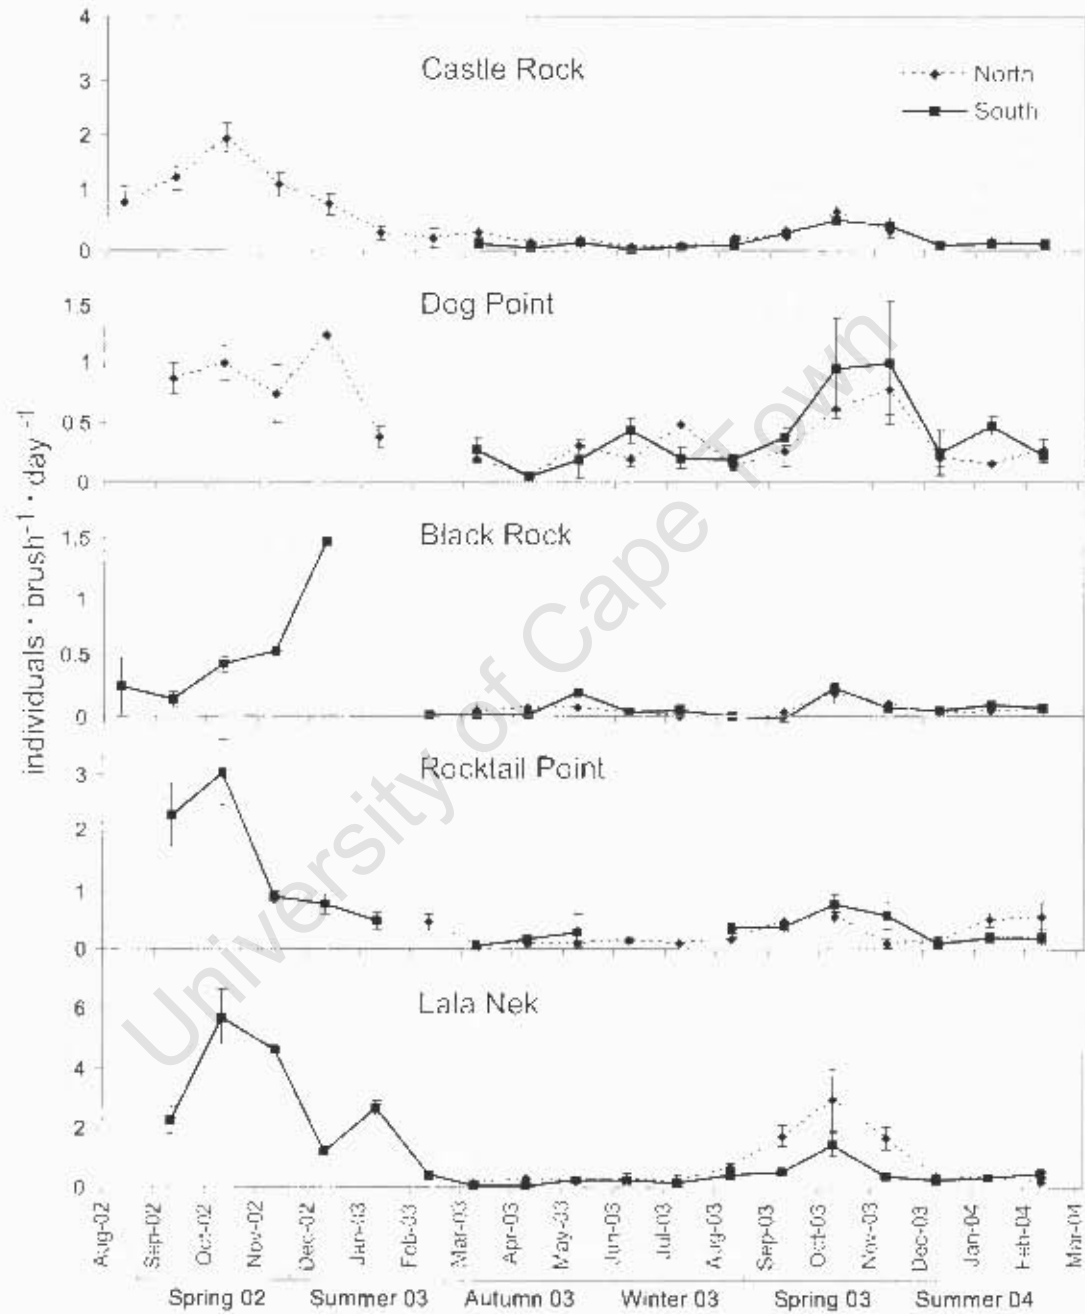 4
Castle Rock
North
South
3
2
1
0
Dog Point
1.5
1
0.5
0
Black Rock
1.5
1
0.5
0
individuals · brush⁻¹ · day⁻¹
Rocktail Point
3
2
1
0
Lala Nek
6
4
2
0
Aug-02 Sep-02 Oct-02 Nov-02 Dec-02 Jan-03 Feb-03 Mar-03 Apr-03 May-03 Jun-03 Jul-03 Aug-03 Sep-03 Oct-03 Nov-03 Dec-03 Jan-04 Feb-04 Mar-04
Spring 02 Summer 03 Autumn 03 Winter 03 Spring 03 Summer 04
University of Cape Town